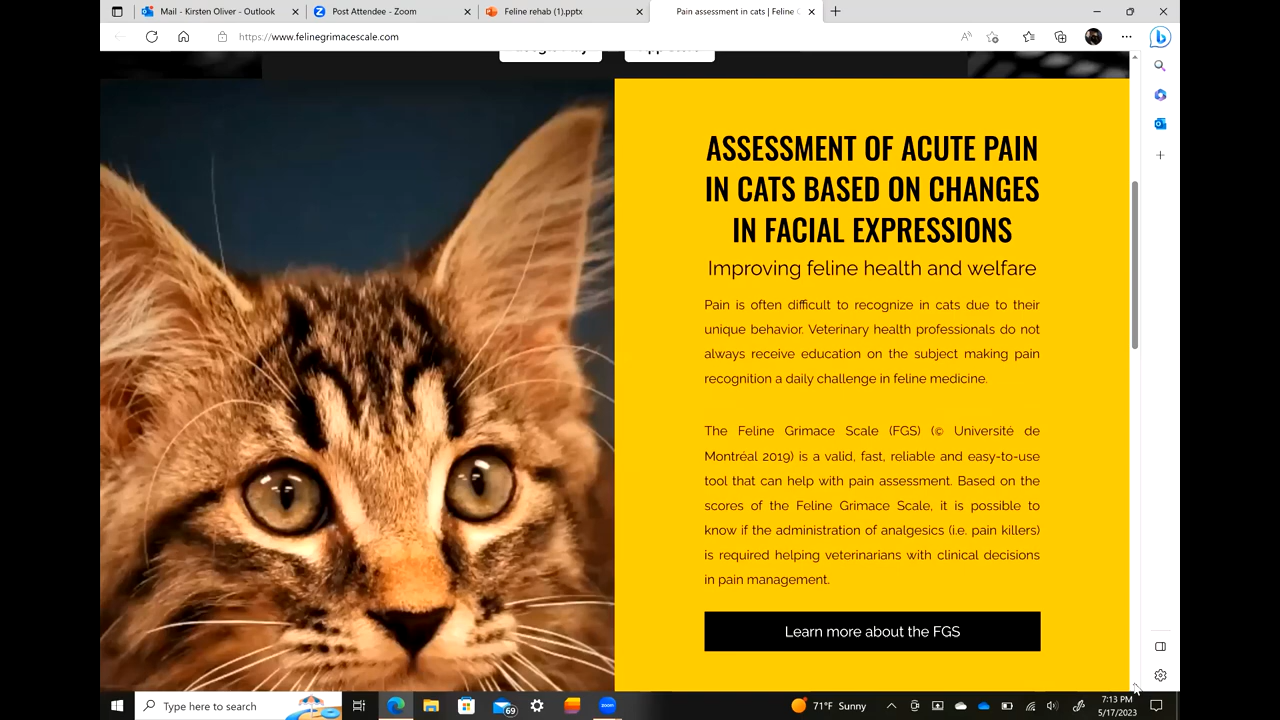 Mail - Kirsten Oliver - Outlook
Post Attendee - Zoom
Feline rehab (1).pptx
Pain assessment in cats | Feline
https://www.felinegrimacescale.com
ASSESSMENT OF ACUTE PAIN
IN CATS BASED ON CHANGES
IN FACIAL EXPRESSIONS
Improving feline health and welfare
Pain is often difficult to recognize in cats due to their
unique behavior. Veterinary health professionals do not
always receive education on the subject making pain
recognition a daily challenge in feline medicine.
The Feline Grimace Scale (FGS) (© Université de
Montréal 2019) is a valid, fast, reliable and easy-to-use
tool that can help with pain assessment. Based on the
scores of the Feline Grimace Scale, it is possible to
know if the administration of analgesics (i.e. pain killers)
is required helping veterinarians with clinical decisions
in pain management.
Learn more about the FGS
Type here to search
69
zoom
71°F Sunny
7:13 PM
5/17/2023